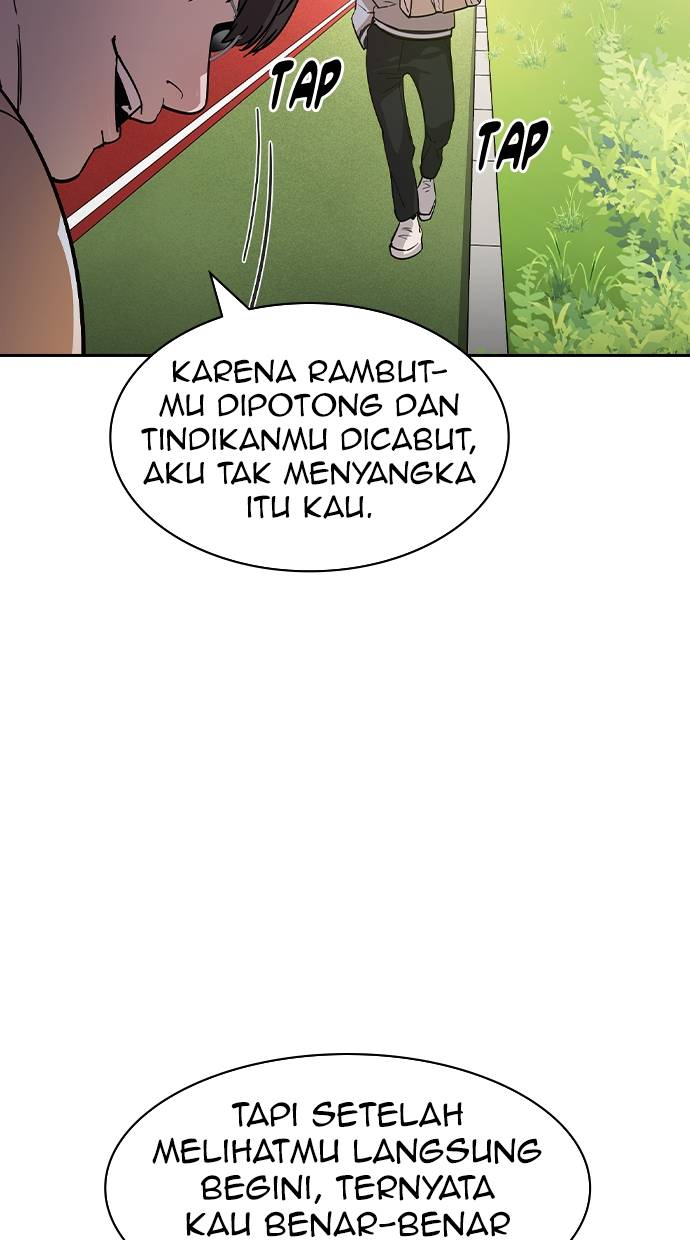 TAP
TAP
KARENA RAMBUT-
MU DIPOTONG DAN
TINDIKANMU DICABUT,
AKU TAK MENYANGKA
ITU KAU.
TAPI SETELAH
MELIHATMU LANGSUNG
BEGINI, TERNYATA
KAU BENAR-BENAR